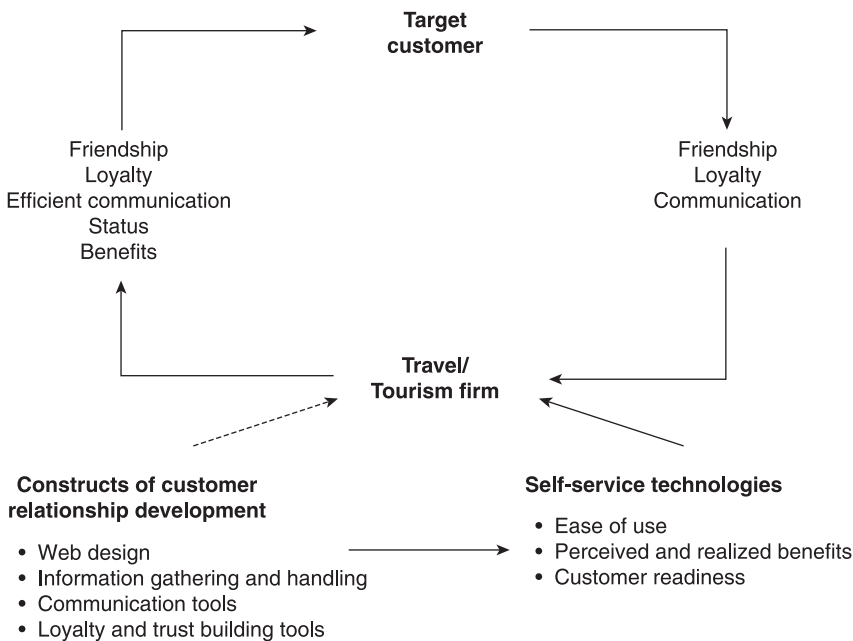 Target
customer
Friendship
Loyalty
Efficient communication
Status
Benefits
Friendship
Loyalty
Communication
Travel/
Tourism firm
Constructs of customer
relationship development
• Web design
• Information gathering and handling
• Communication tools
• Loyalty and trust building tools
Self-service technologies
• Ease of use
• Perceived and realized benefits
• Customer readiness